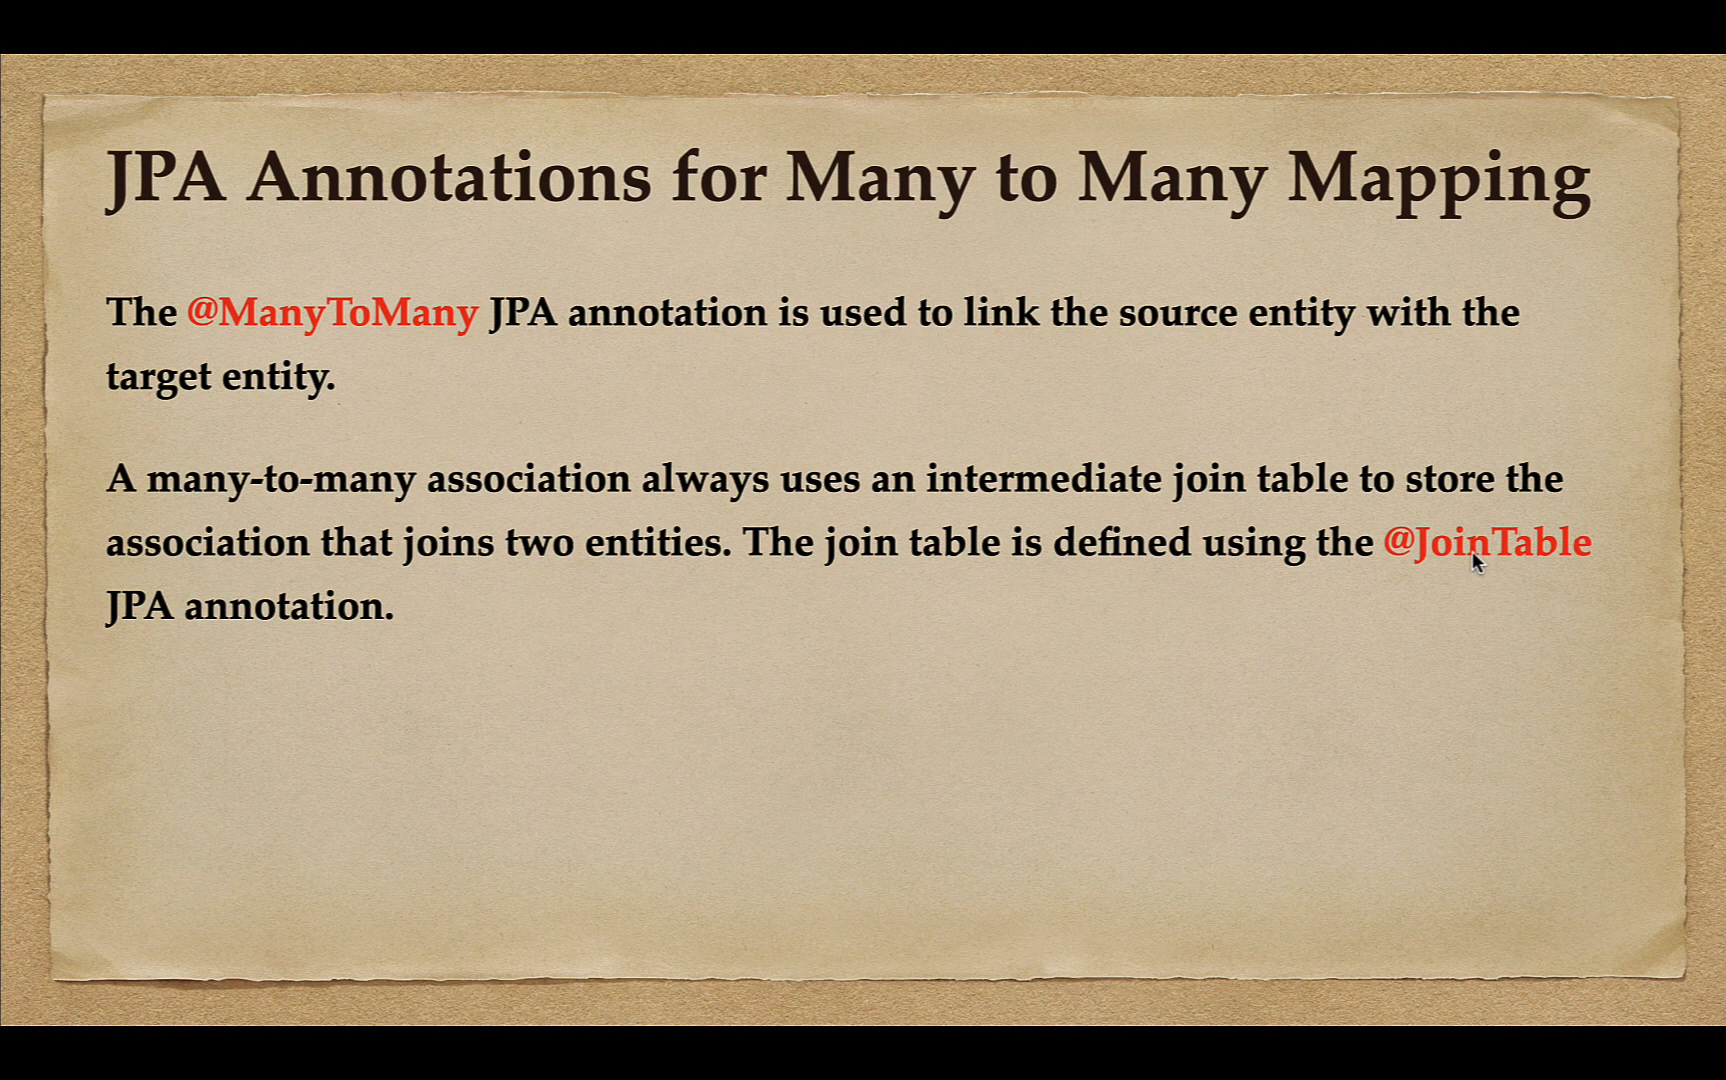 JPA Annotations for Many to Many Mapping
The @ManyToMany JPA annotation is used to link the source entity with the
target entity.
A many-to-many association always uses an intermediate join table to store the
association that joins two entities. The join table is defined using the @JoinTable
JPA annotation.